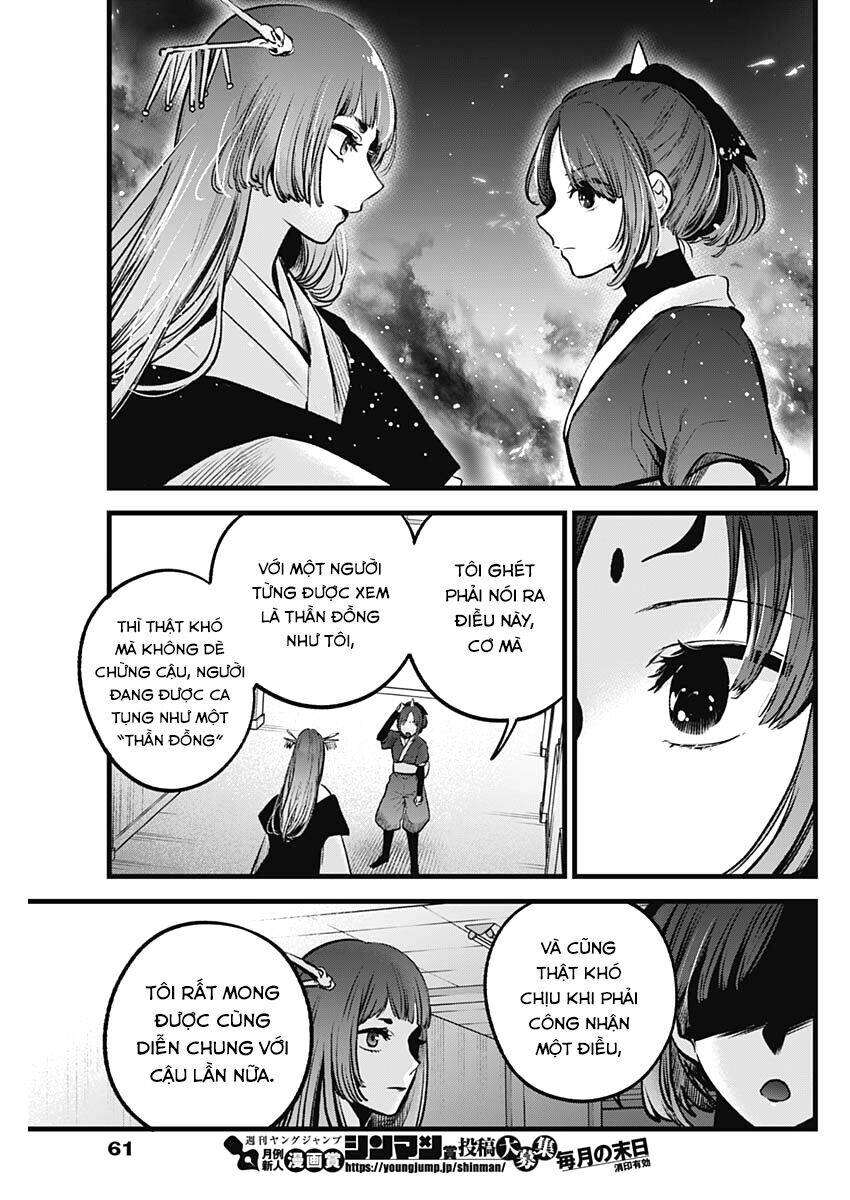 TÔI GHÉT
PHẢI NÓI RA
ĐIỀU NÀY,
CƠ MÀ
VỚI MỘT NGƯỜI
TỪNG ĐƯỢC XEM
LÀ THẦN ĐỒNG
NHƯ TÔI,
THÌ THẬT KHÓ
MÀ KHÔNG DÈ
CHỪNG CẬU, NGƯỜI
ĐANG ĐƯỢC CA
TỤNG NHƯ MỘT
"THẦN ĐỒNG"
VÀ CŨNG
THẬT KHÓ
CHỊU KHI PHẢI
CÔNG NHẬN
MỘT ĐIỀU,
TÔI RẤT MONG
ĐƯỢC CÙNG
DIỄN CHUNG VỚI
CẬU LẦN NỮA.
61
週刊ヤングジャンプ
月例
新人
漫画賞
シンマン賞投稿大募集
https://youngjump.jp/shinman/
毎月の末日
消印有効